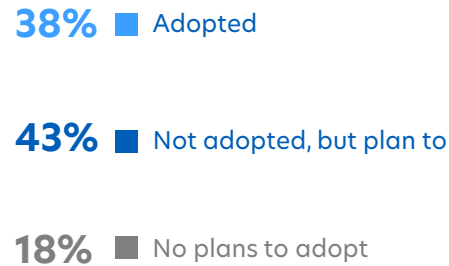 38% Adopted
43% Not adopted, but plan to
18% No plans to adopt